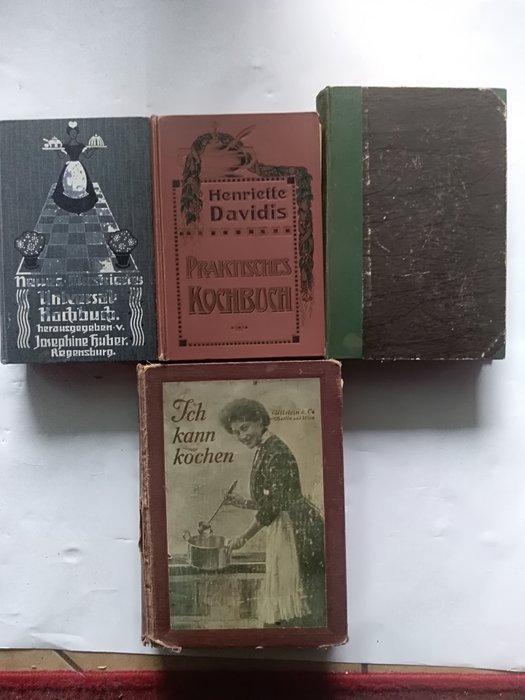 Neues Illustriertes
Universal
Kochbuch.
herausgegeben v.
Josephine Huber,
Regensburg.
Henriette
Davidis
PRAKTISCHES
KOCHBUCH
Ich
kann
kochen
Ullstein & Co
Berlin und Wien